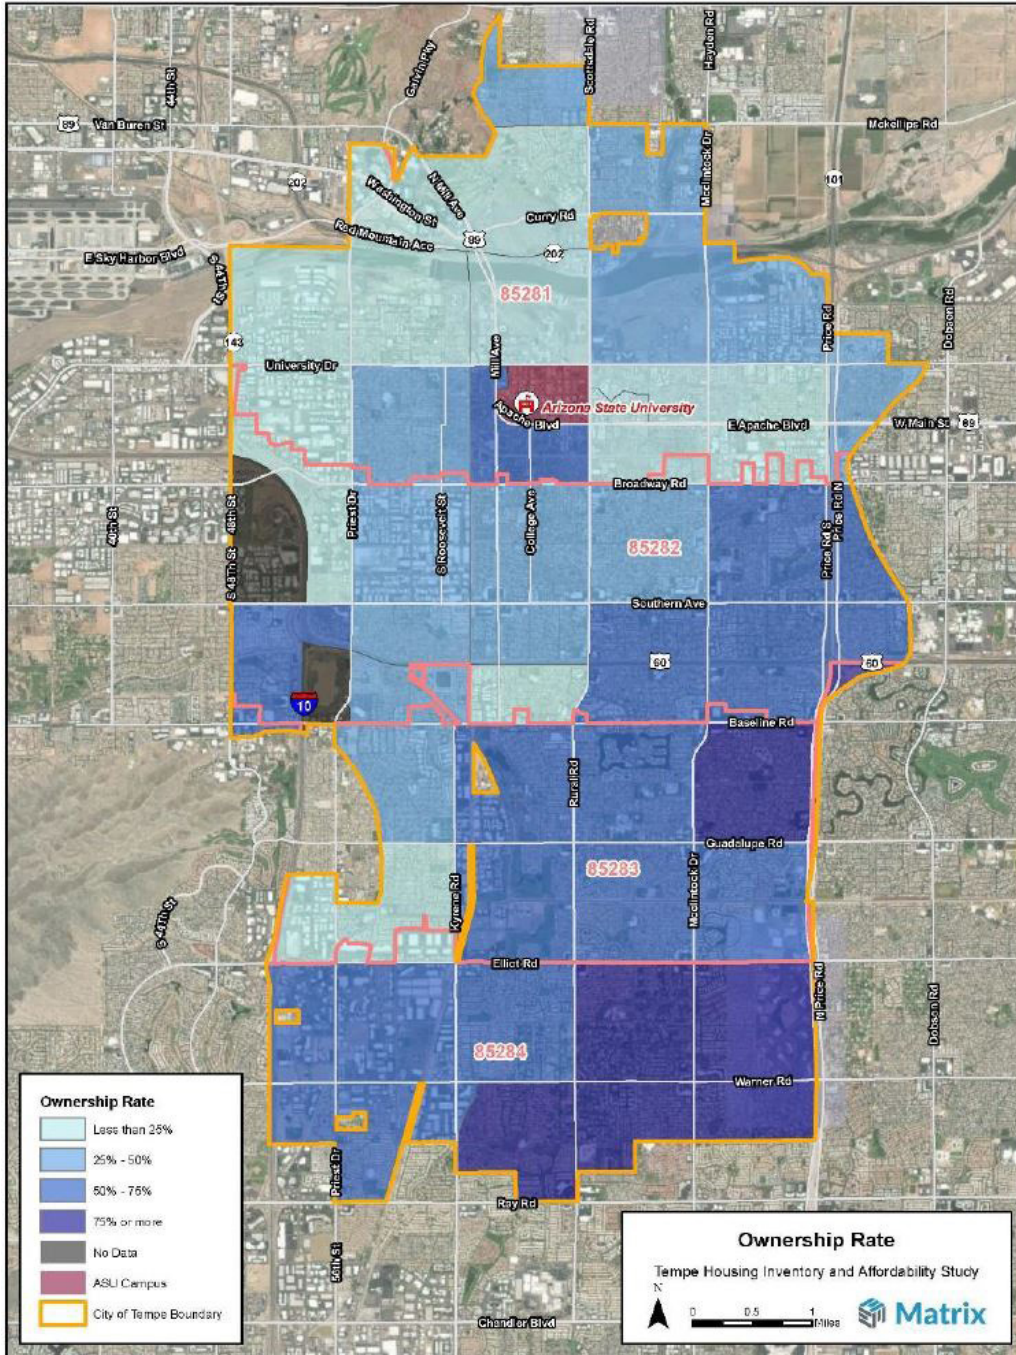 Scottsdale Rd
Hayden Rd
Galvin Pky
44th St
89
Van Buren St
Mckellips Rd
Mcclintock Dr
101
202
Washington St
N Mill Ave
Curry Rd
Red Mountain Acc
89
202
E Sky Harbor Blvd
S 44Th St
85281
Price Rd
Dobson Rd
143
University Dr
Mill Ave
Arizona State University
Apache Blvd
E Apache Blvd
W Main St
89
Broadway Rd
40th St
48th St
S 48Th St
Priest Dr
S Roosevelt St
College Ave
85282
Price Rd S
Price Rd N
Southern Ave
60
60
10
Baseline Rd
Rural Rd
Guadalupe Rd
85283
Kyrene Rd
Mcclintock Dr
S 44Th St
Elliot Rd
N Price Rd
Dobson Rd
85284
Warner Rd
Priest Dr
Ray Rd
56th St
Chandler Blvd
Ownership Rate
Less than 25%
25% - 50%
50% - 75%
75% or more
No Data
ASU Campus
City of Tempe Boundary
Ownership Rate
Tempe Housing Inventory and Affordability Study
N
0 0.5 1
Miles
Matrix